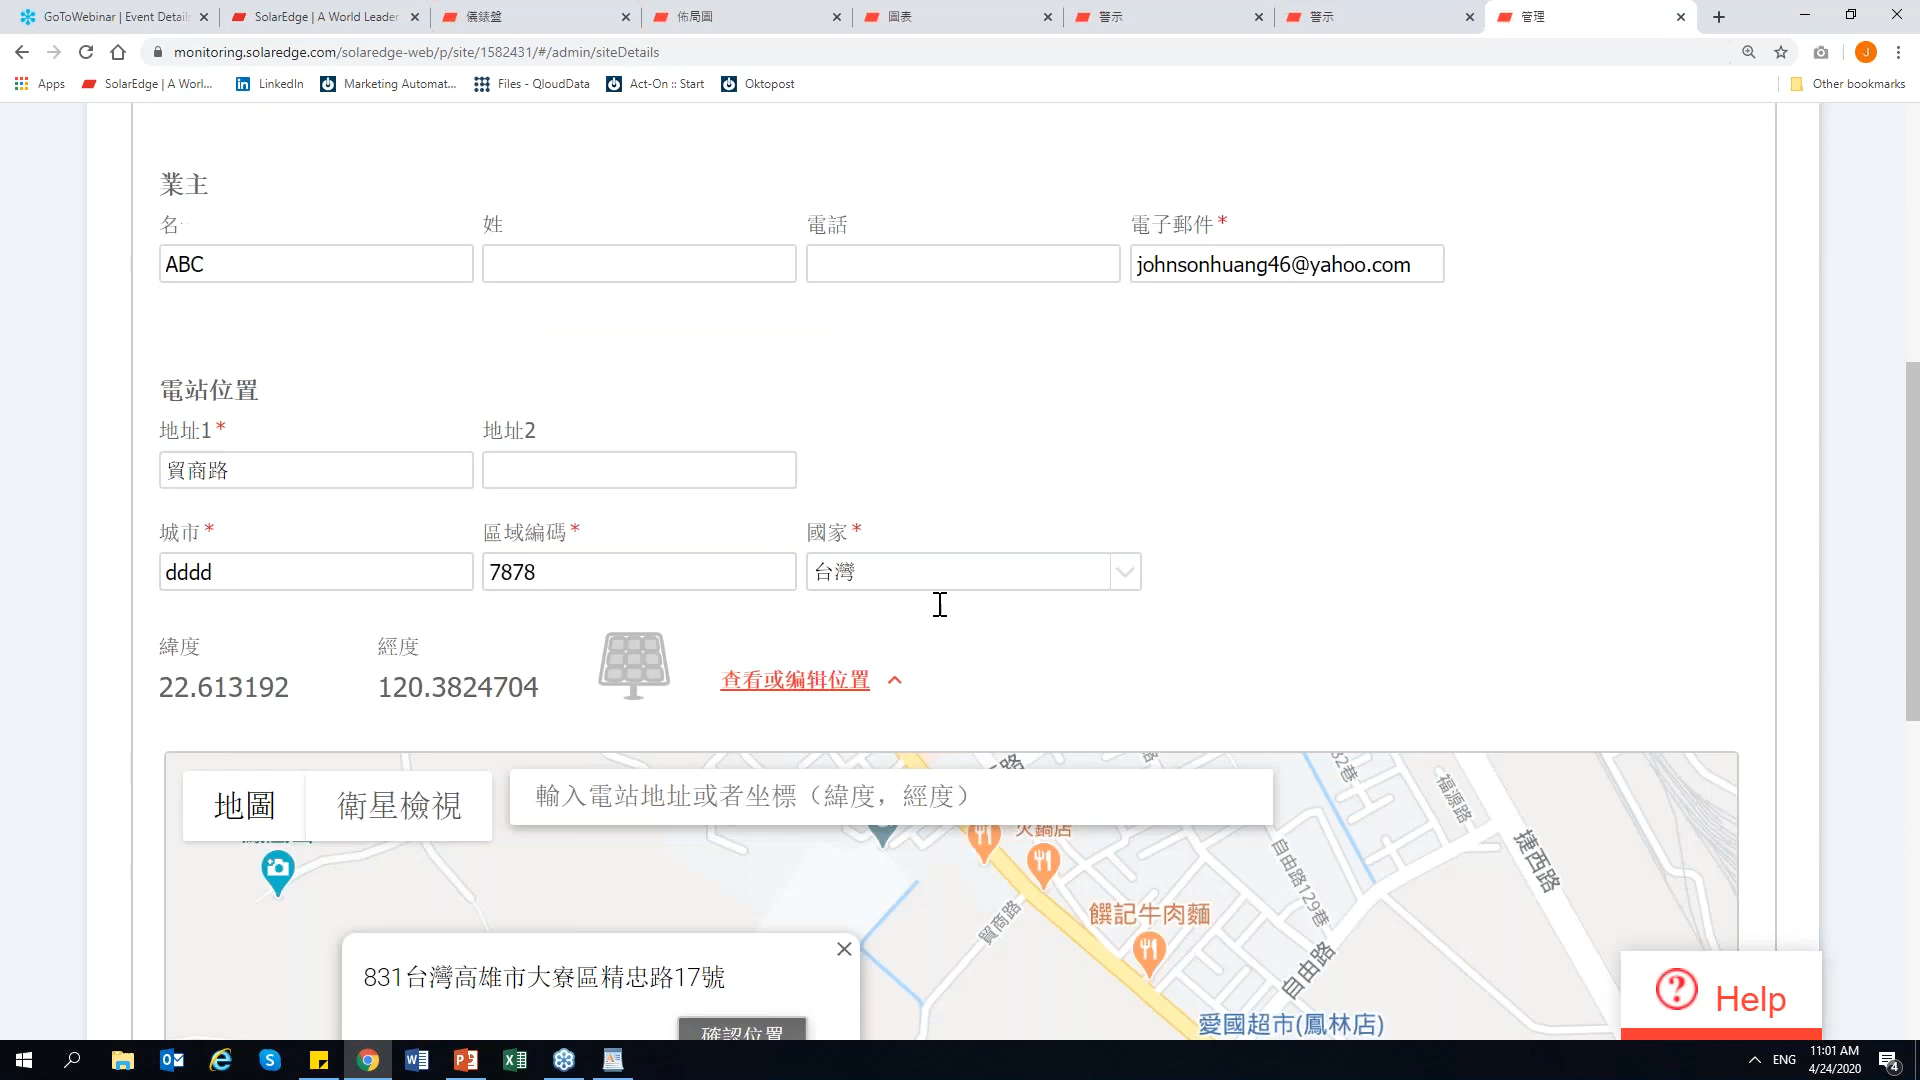 GoToWebinar | Event Detail
SolarEdge | A World Leader
儀錶盤
佈局圖
圖表
警示
警示
管理
monitoring.solaredge.com/solaredge-web/p/site/1582431/#/admin/siteDetails
J
Apps
SolarEdge | A Worl...
LinkedIn
Marketing Automat...
Files - QloudData
Act-On :: Start
Oktopost
Other bookmarks
業主
名
姓
電話
電子郵件*
ABC
johnsonhuang46@yahoo.com
電站位置
地址1*
地址2
貿商路
城市*
區域編碼*
國家*
dddd
7878
台灣
緯度
經度
22.613192
120.3824704
查看或编辑位置
地圖
衛星檢視
輸入電站地址或者坐標（緯度，經度）
火鍋店
福源路
捷西路
自由路129巷
饌記牛肉麵
貿商路
自由路
831台灣高雄市大寮區精忠路17號
確認位置
愛國超市(鳳林店)
? Help
ENG
11:01 AM
4/24/2020
4